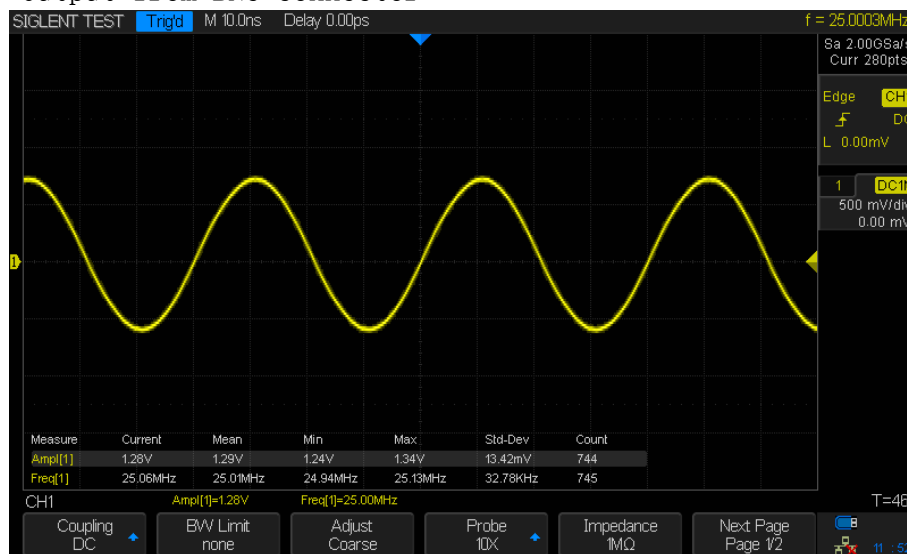 SIGLENT TEST Trig'd M 10.0ns Delay 0.00ps f = 25.0003MHz
Sa 2.00GSa/s
Curr 280pts
Edge CH
DC
L 0.00mV
1 DC1M
500 mV/div
0.00 mV
1
Measure Current Mean Min Max Std-Dev Count
Ampl[1] 1.28V 1.29V 1.24V 1.34V 13.42mV 744
Freq[1] 25.06MHz 25.01MHz 24.94MHz 25.13MHz 32.78KHz 745
CH1 Ampl[1]=1.28V Freq[1]=25.00MHz T=46
Coupling BW Limit Adjust Probe Impedance Next Page
DC none Coarse 10X 1MΩ Page 1/2